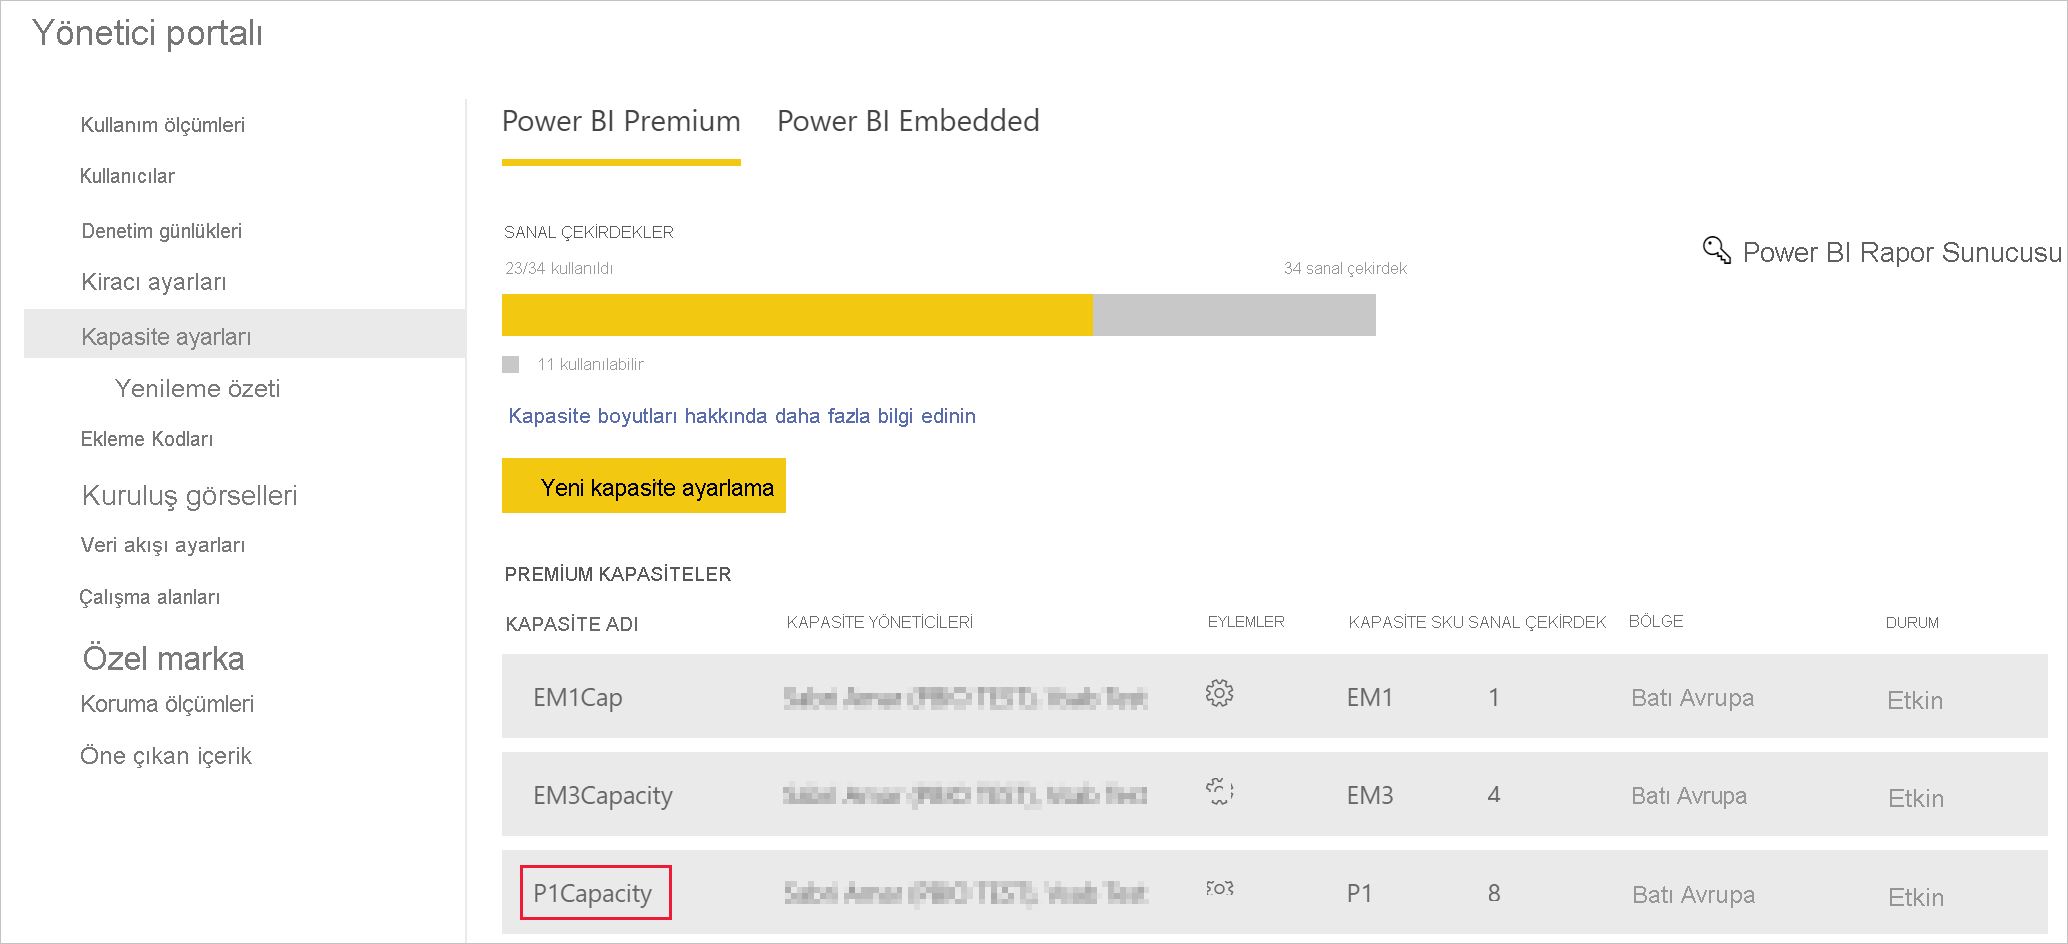 Yönetici portalı
Kullanım ölçümleri
Kullanıcılar
Denetim günlükleri
Kiracı ayarları
Kapasite ayarları
Yenileme özeti
Ekleme Kodları
Kuruluş görselleri
Veri akışı ayarları
Çalışma alanları
Özel marka
Koruma ölçümleri
Öne çıkan içerik
Power BI Premium Power BI Embedded
SANAL ÇEKİRDEKLER
23/34 kullanıldı 34 sanal çekirdek
11 kullanılabilir
Kapasite boyutları hakkında daha fazla bilgi edinin
Yeni kapasite ayarlama
Power BI Rapor Sunucusu
PREMİUM KAPASİTELER
KAPASİTE ADI KAPASİTE YÖNETİCİLERİ EYLEMLER KAPASİTE SKU SANAL ÇEKİRDEK BÖLGE DURUM
EM1Cap EM1 1 Batı Avrupa Etkin
EM3Capacity EM3 4 Batı Avrupa Etkin
P1Capacity P1 8 Batı Avrupa Etkin